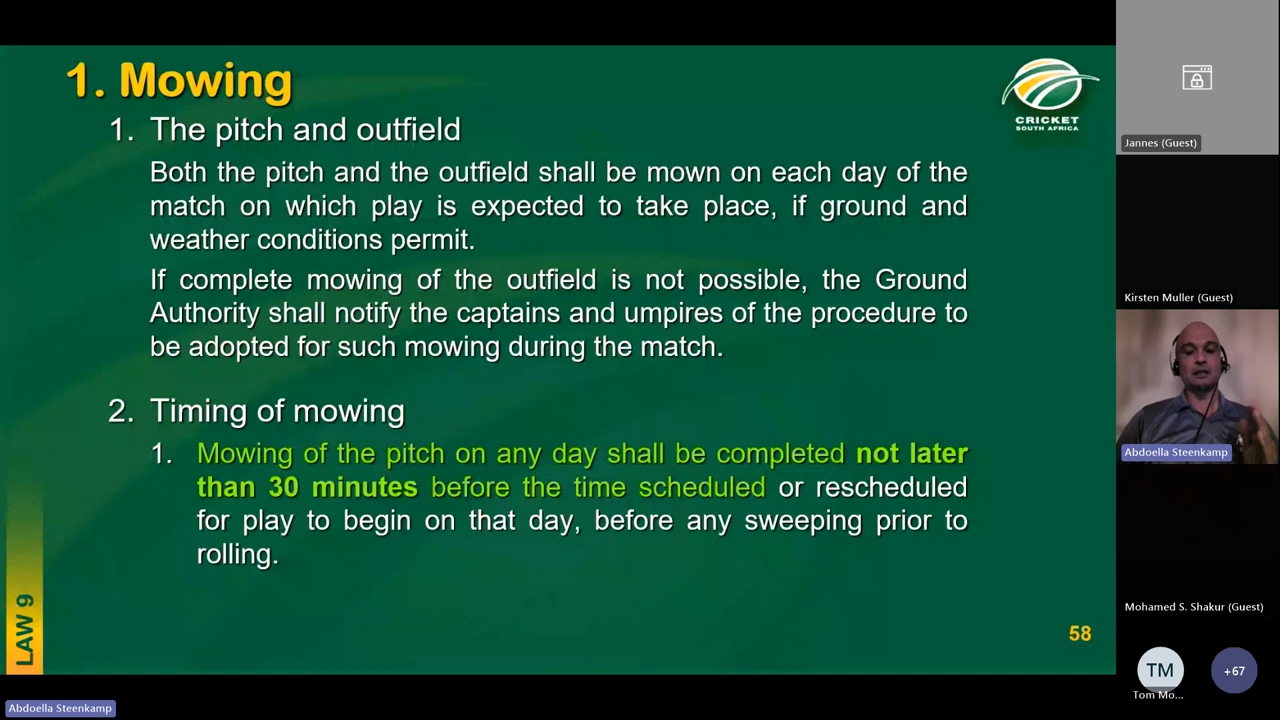 1. Mowing
CRICKET
SOUTH AFRICA
1. The pitch and outfield
Both the pitch and the outfield shall be mown on each day of the
match on which play is expected to take place, if ground and
weather conditions permit.
If complete mowing of the outfield is not possible, the Ground
Authority shall notify the captains and umpires of the procedure to
be adopted for such mowing during the match.
2. Timing of mowing
1. Mowing of the pitch on any day shall be completed not later
than 30 minutes before the time scheduled or rescheduled
for play to begin on that day, before any sweeping prior to
rolling.
LAW 9
58
Abdoella Steenkamp
Jannes (Guest)
Kirsten Muller (Guest)
Abdoella Steenkamp
Mohamed S. Shakur (Guest)
TM
Tom Mo...
+67